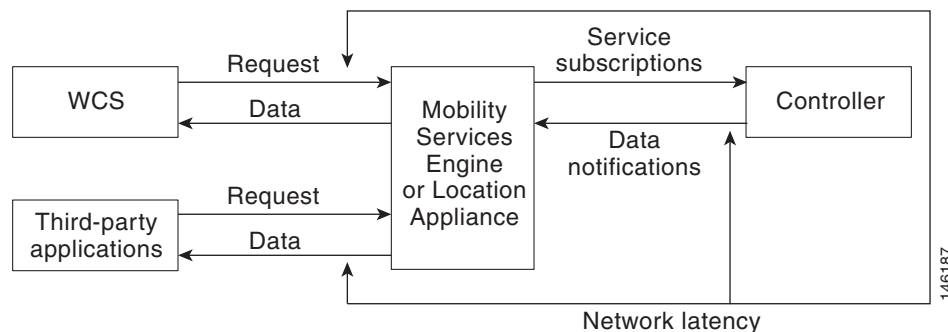 WCS
Request
Data
Third-party
applications
Request
Data
Mobility
Services
Engine
or Location
Appliance
Service
subscriptions
Data
notifications
Controller
Network latency
146187